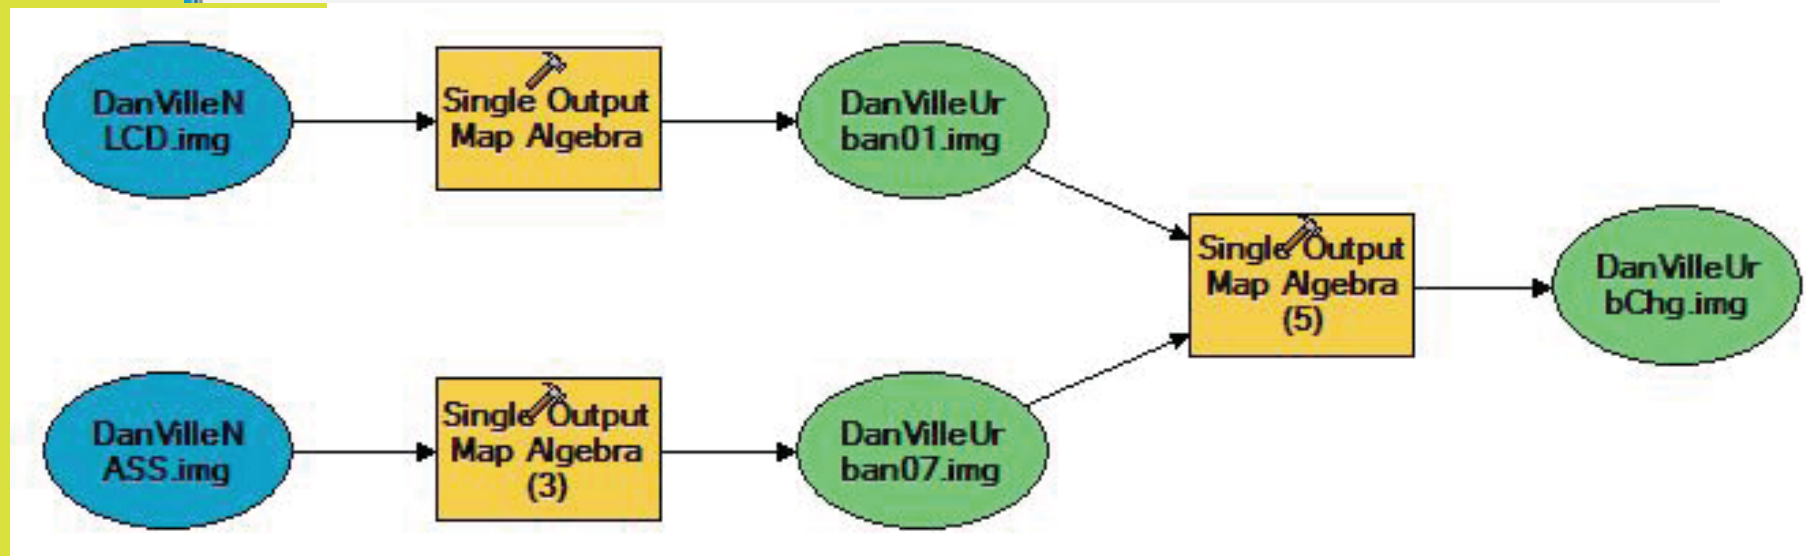 DanVilleN
LCD.img
Single Output
Map Algebra
DanVilleUr
ban01.img
Single Output
Map Algebra
(5)
DanVilleUr
bChg.img
DanVilleN
ASS.img
Single Output
Map Algebra
(3)
DanVilleUr
ban07.img